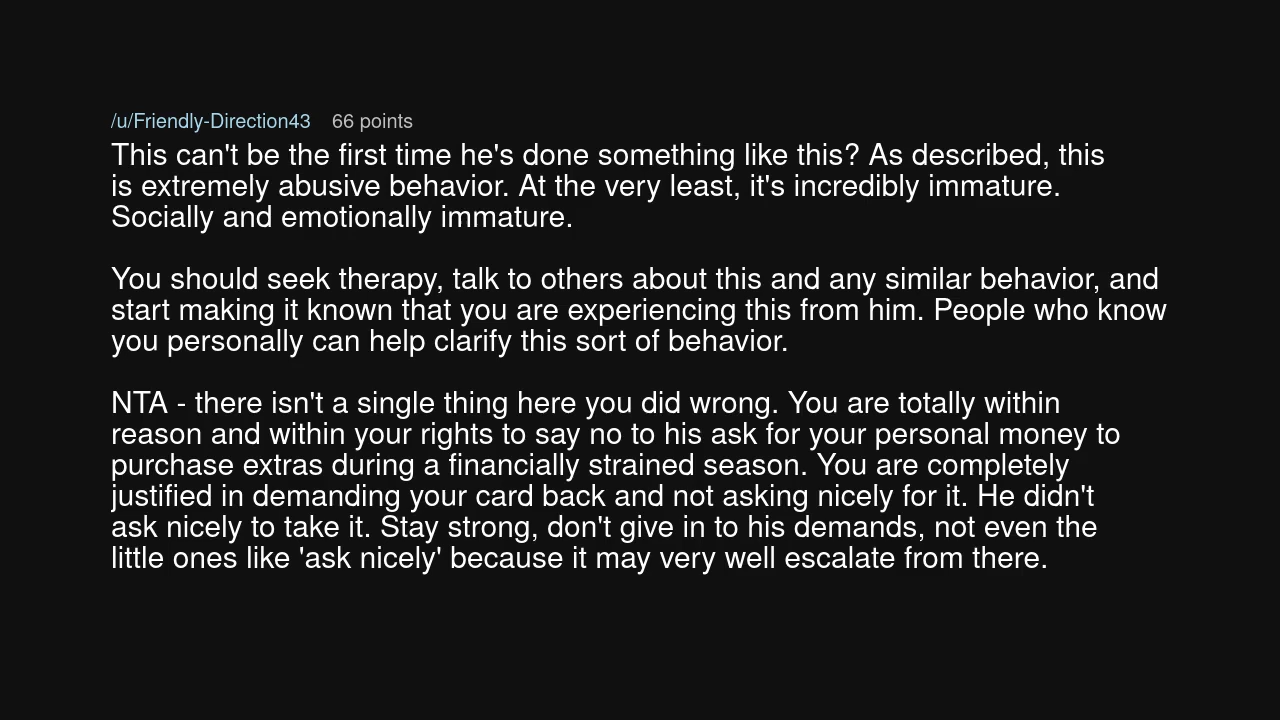 /u/Friendly-Direction43 66 points
This can't be the first time he's done something like this? As described, this
is extremely abusive behavior. At the very least, it's incredibly immature.
Socially and emotionally immature.
You should seek therapy, talk to others about this and any similar behavior, and
start making it known that you are experiencing this from him. People who know
you personally can help clarify this sort of behavior.
NTA - there isn't a single thing here you did wrong. You are totally within
reason and within your rights to say no to his ask for your personal money to
purchase extras during a financially strained season. You are completely
justified in demanding your card back and not asking nicely for it. He didn't
ask nicely to take it. Stay strong, don't give in to his demands, not even the
little ones like 'ask nicely' because it may very well escalate from there.